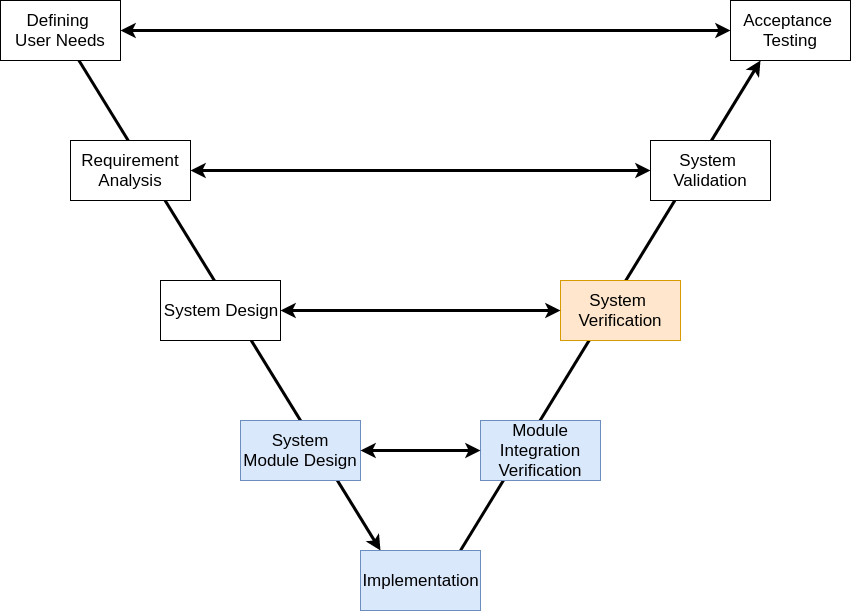 Defining
User Needs
Acceptance
Testing
Requirement
Analysis
System
Validation
System Design
System
Verification
System
Module Design
Module
Integration
Verification
Implementation